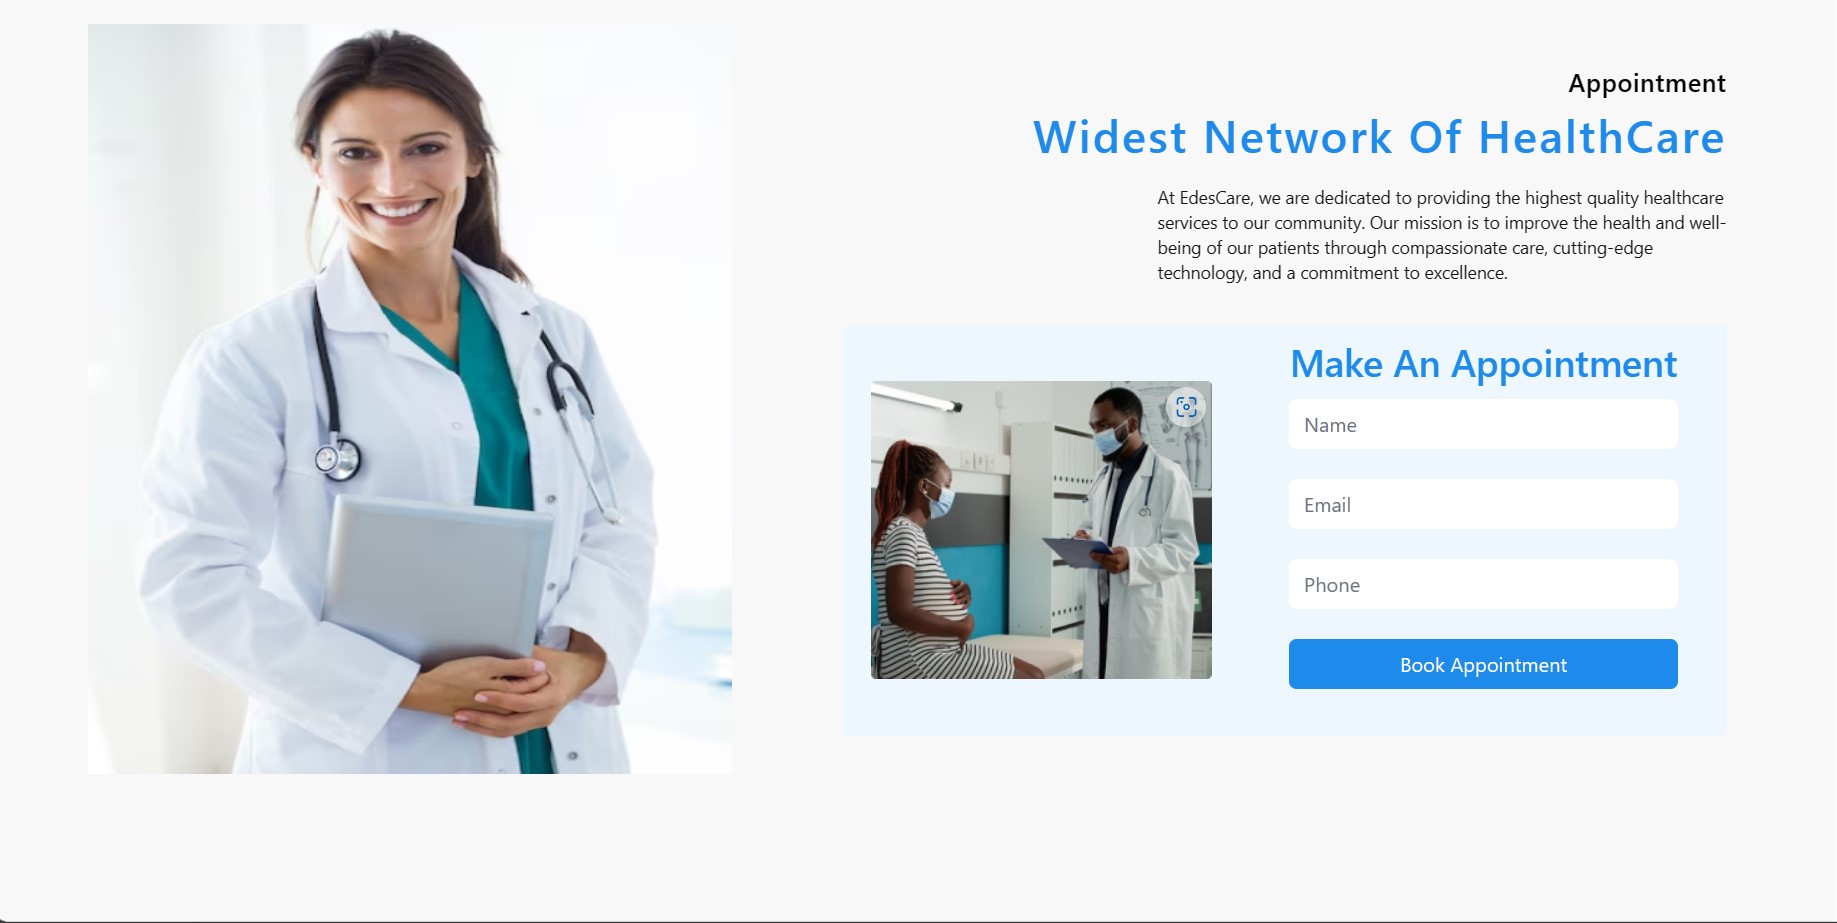 Appointment
Widest Network Of HealthCare
At EdesCare, we are dedicated to providing the highest quality healthcare
services to our community. Our mission is to improve the health and well-
being of our patients through compassionate care, cutting-edge
technology, and a commitment to excellence.
Make An Appointment
Name
Email
Phone
Book Appointment